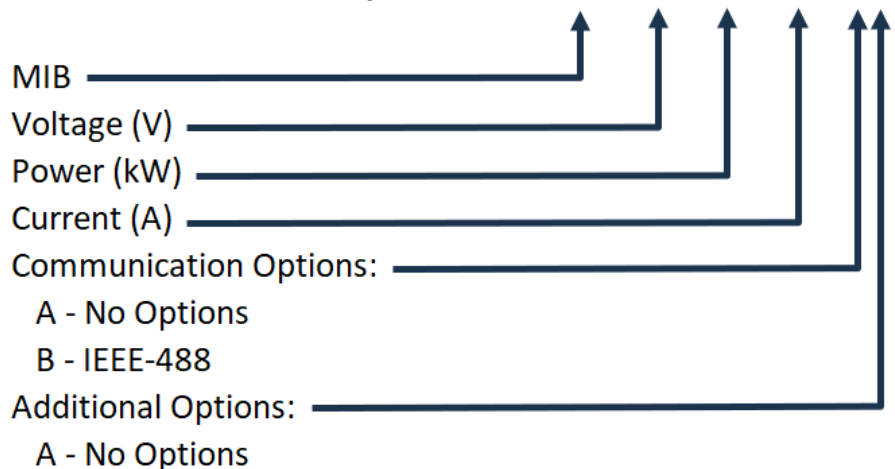 MIB
Voltage (V)
Power (kW)
Current (A)
Communication Options:
A - No Options
B - IEEE-488
Additional Options:
A - No Options